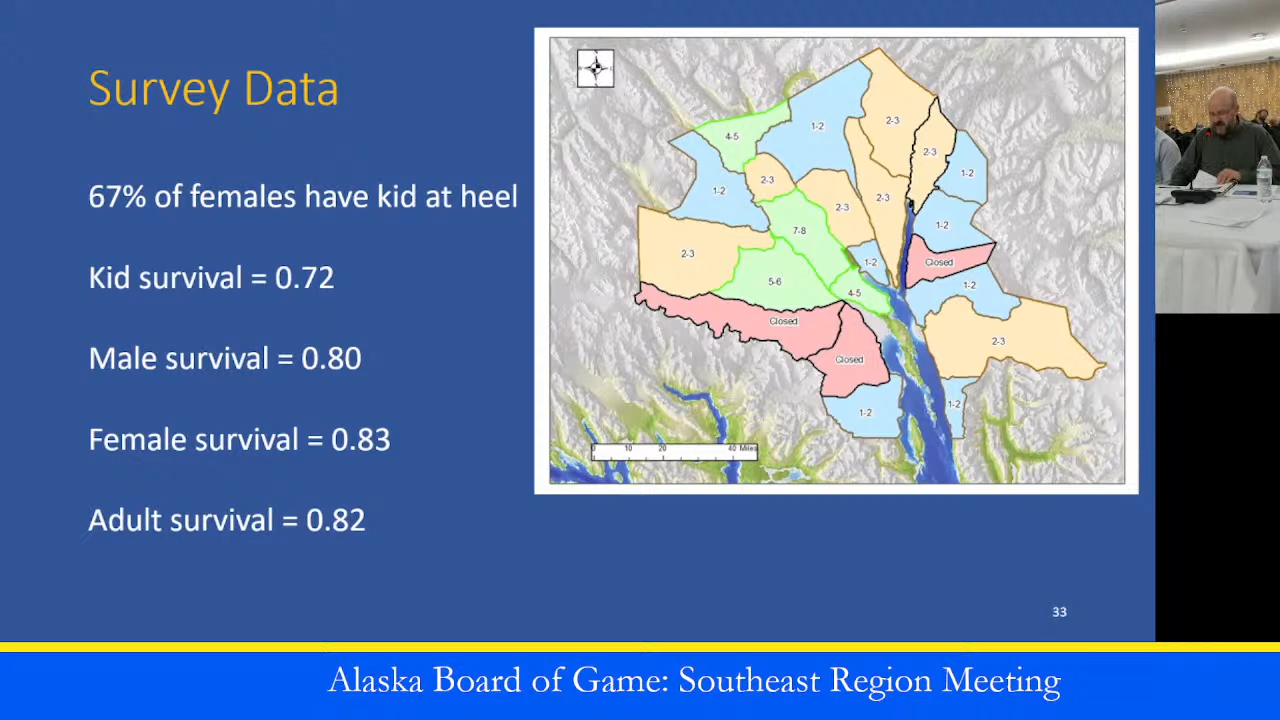 Survey Data
67% of females have kid at heel
Kid survival = 0.72
Male survival = 0.80
Female survival = 0.83
Adult survival = 0.82
2-3
4-5
1-2
2-3
1-2
2-3
1-2
2-3
2-3
7-8
1-2
2-3
1-2
Closed
5-6
4-5
1-2
Closed
2-3
Closed
1-2
1-2
0 10 20 40 Miles
33
Alaska Board of Game: Southeast Region Meeting